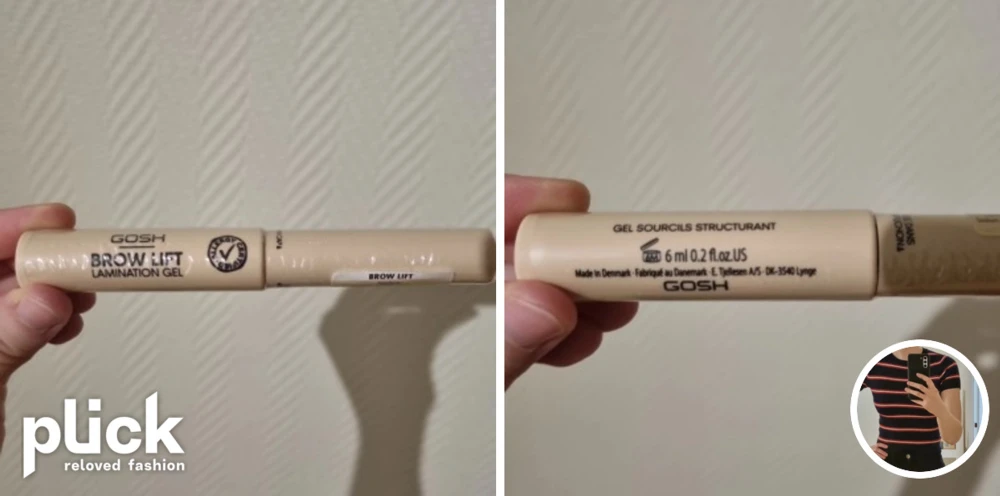 GOSH
BROW LIFT
LAMINATION GEL
BROW LIFT
plick
reloved fashion
GEL SOURCILS STRUCTURANT
6 ml 0.2 fl.oz.US
Made in Denmark · Fabriqué au Danemark · E. Tjellesen A/S · DK-3540 Lynge
GOSH